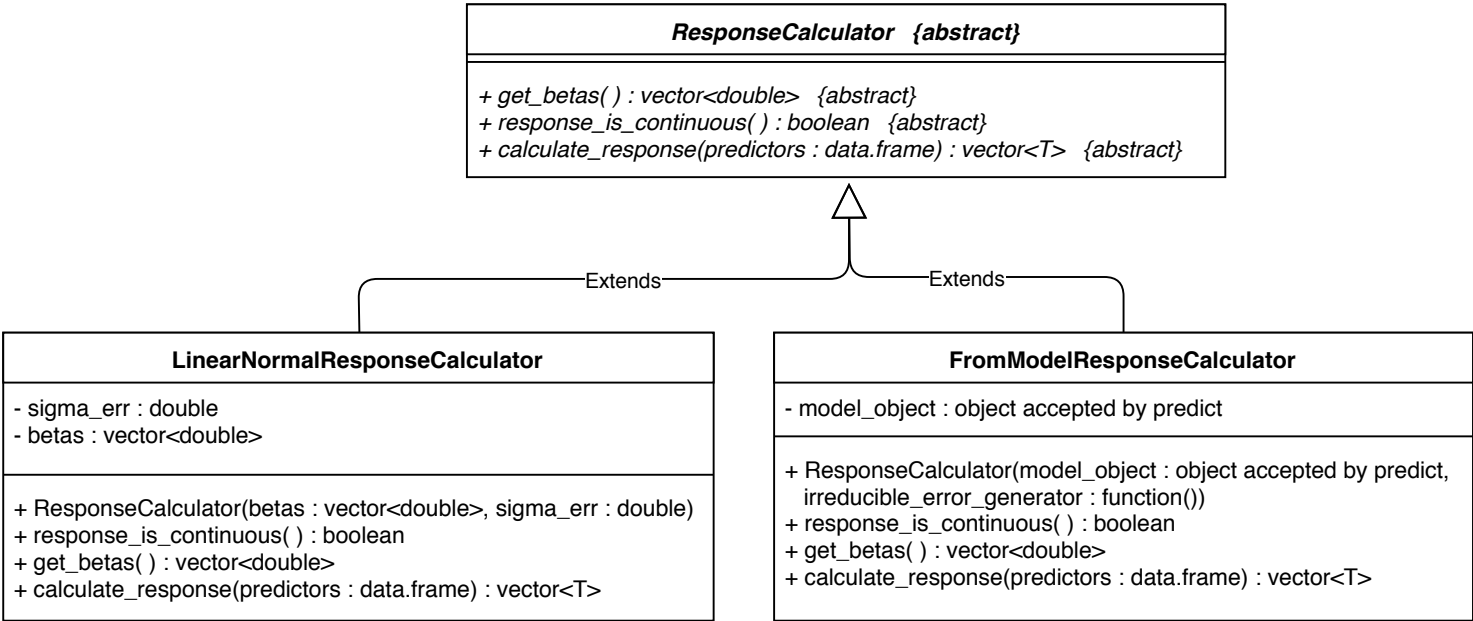 ResponseCalculator {abstract}
+ get_betas( ) : vector<double> {abstract}
+ response_is_continuous( ) : boolean {abstract}
+ calculate_response(predictors : data.frame) : vector<T> {abstract}
Extends
Extends
LinearNormalResponseCalculator
- sigma_err : double
- betas : vector<double>
+ ResponseCalculator(betas : vector<double>, sigma_err : double)
+ response_is_continuous( ) : boolean
+ get_betas( ) : vector<double>
+ calculate_response(predictors : data.frame) : vector<T>
FromModelResponseCalculator
- model_object : object accepted by predict
+ ResponseCalculator(model_object : object accepted by predict,
irreducible_error_generator : function())
+ response_is_continuous( ) : boolean
+ get_betas( ) : vector<double>
+ calculate_response(predictors : data.frame) : vector<T>